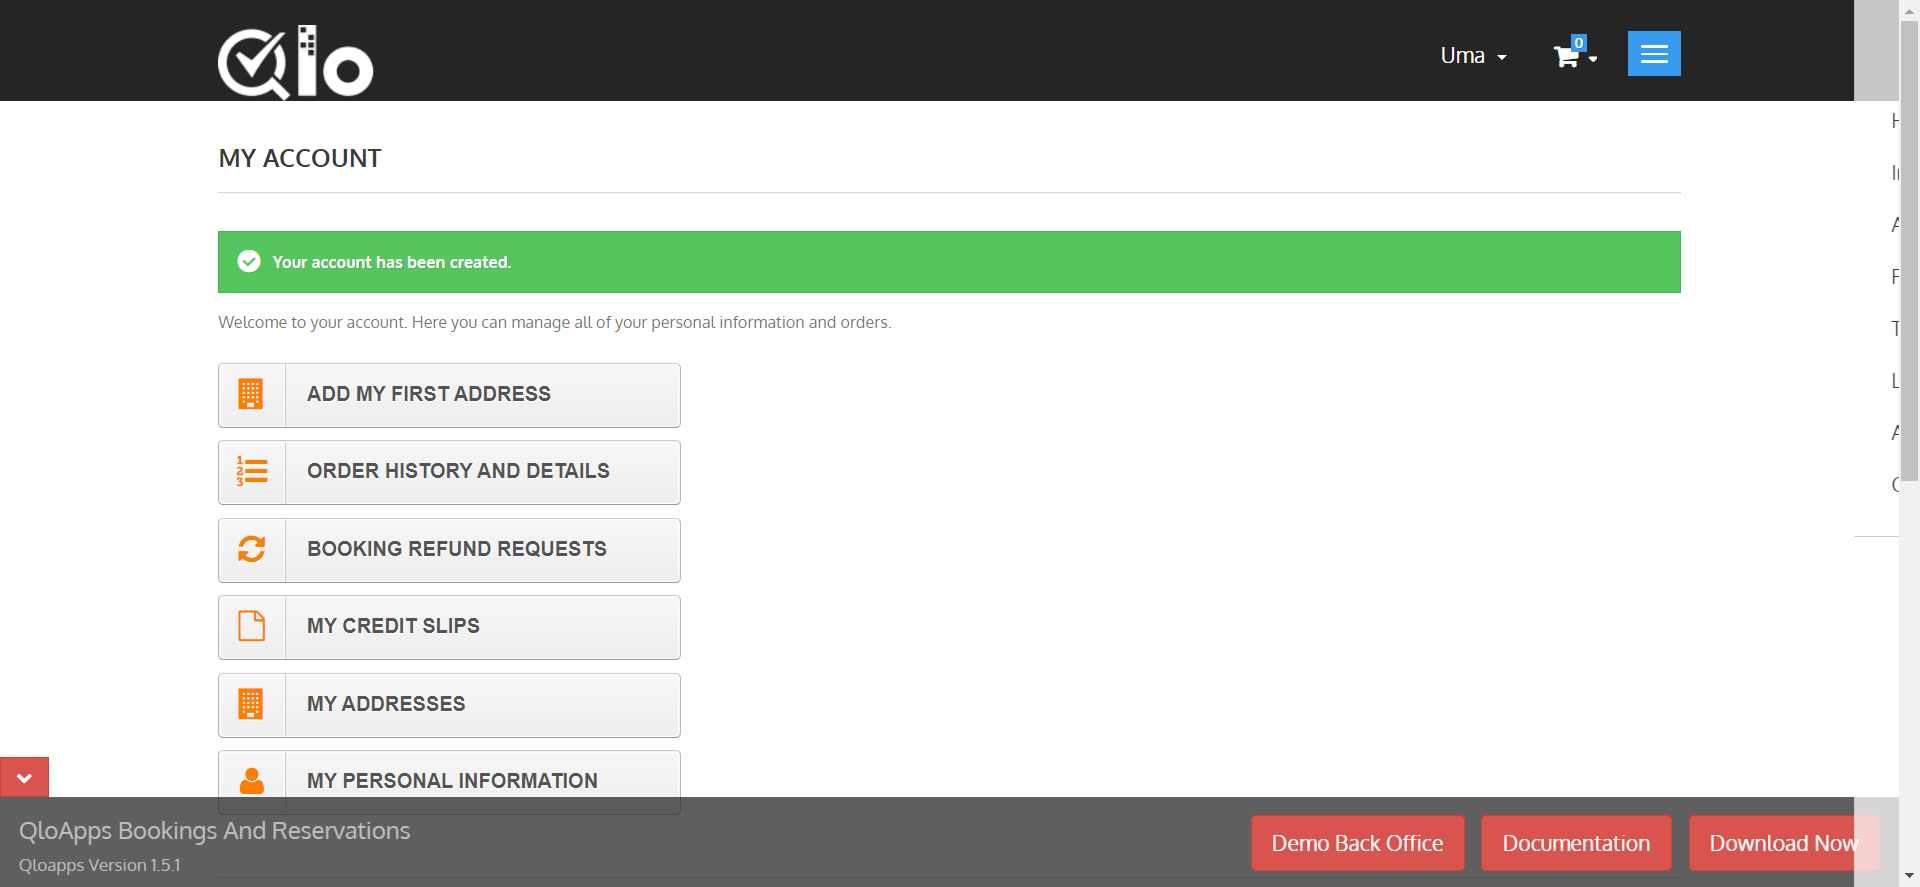 Qlo
Uma
0
MY ACCOUNT
Your account has been created.
Welcome to your account. Here you can manage all of your personal information and orders.
ADD MY FIRST ADDRESS
ORDER HISTORY AND DETAILS
BOOKING REFUND REQUESTS
MY CREDIT SLIPS
MY ADDRESSES
MY PERSONAL INFORMATION
QloApps Bookings And Reservations
Qloapps Version 1.5.1
Demo Back Office
Documentation
Download Now